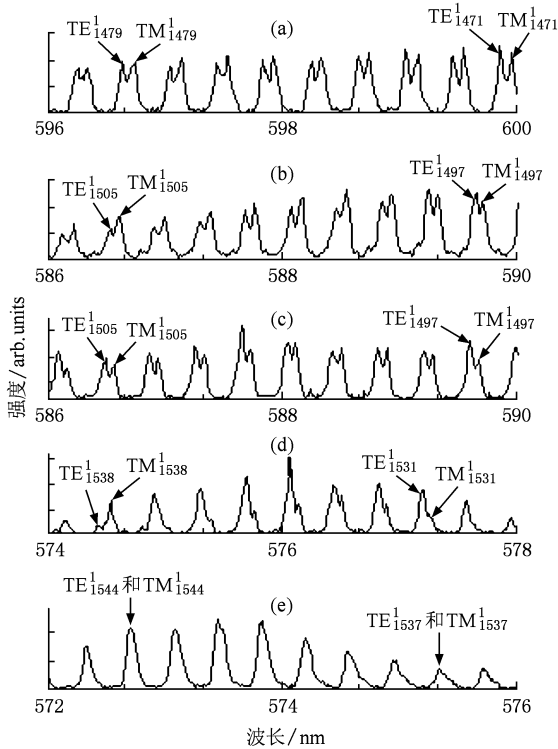 (a)
TE¹₁₄₇₉ TM¹₁₄₇₉ TE¹₁₄₇₁ TM¹₁₄₇₁
596 598 600
(b)
TE¹₁₅₀₅ TM¹₁₅₀₅ TE¹₁₄₉₇ TM¹₁₄₉₇
586 588 590
(c)
TE¹₁₅₀₅ TM¹₁₅₀₅ TE¹₁₄₉₇ TM¹₁₄₉₇
586 588 590
强度/arb.units
(d)
TE¹₁₅₃₈ TM¹₁₅₃₈ TE¹₁₅₃₁ TM¹₁₅₃₁
574 576 578
(e)
TE¹₁₅₄₄和TM¹₁₅₄₄ TE¹₁₅₃₇和TM¹₁₅₃₇
572 574 576
波长/nm